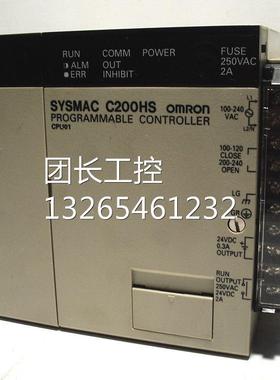 RUN COMM POWER
ALM OUT
ERR INHIBIT
FUSE
250VAC
2A
SYSMAC C200HS OMRON
PROGRAMMABLE CONTROLLER
CPU01
100-240
VAC
L2/N
100-120
CLOSE
200-240
OPEN
LG
GR
24VDC
0.3A
OUTPUT
RUN
OUTPUT
250VAC
24VDC
2A
团长工控
13265461232